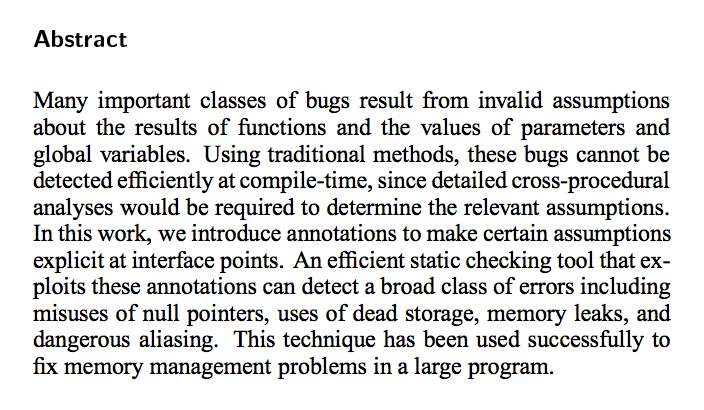 Abstract
Many important classes of bugs result from invalid assumptions
about the results of functions and the values of parameters and
global variables. Using traditional methods, these bugs cannot be
detected efficiently at compile-time, since detailed cross-procedural
analyses would be required to determine the relevant assumptions.
In this work, we introduce annotations to make certain assumptions
explicit at interface points. An efficient static checking tool that ex-
ploits these annotations can detect a broad class of errors including
misuses of null pointers, uses of dead storage, memory leaks, and
dangerous aliasing. This technique has been used successfully to
fix memory management problems in a large program.